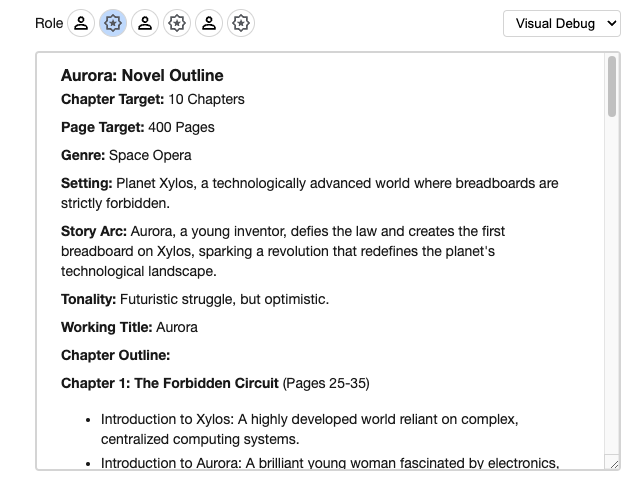 Role
Visual Debug
Aurora: Novel Outline
Chapter Target: 10 Chapters
Page Target: 400 Pages
Genre: Space Opera
Setting: Planet Xylos, a technologically advanced world where breadboards are
strictly forbidden.
Story Arc: Aurora, a young inventor, defies the law and creates the first
breadboard on Xylos, sparking a revolution that redefines the planet's
technological landscape.
Tonality: Futuristic struggle, but optimistic.
Working Title: Aurora
Chapter Outline:
Chapter 1: The Forbidden Circuit (Pages 25-35)
• Introduction to Xylos: A highly developed world reliant on complex,
centralized computing systems.
• Introduction to Aurora: A brilliant young woman fascinated by electronics,